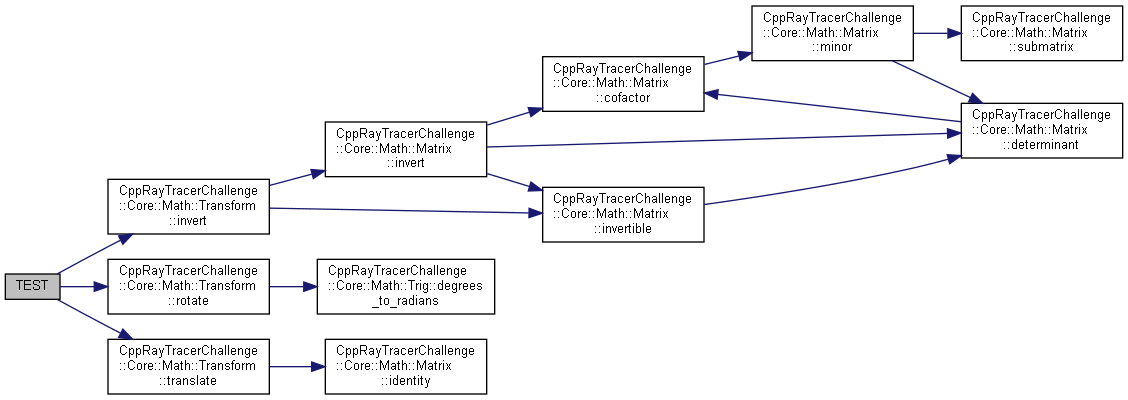 TEST
CppRayTracerChallenge
::Core::Math::Transform
::invert
CppRayTracerChallenge
::Core::Math::Transform
::rotate
CppRayTracerChallenge
::Core::Math::Transform
::translate
CppRayTracerChallenge
::Core::Math::Matrix
::invert
CppRayTracerChallenge
::Core::Math::Trig::degrees
_to_radians
CppRayTracerChallenge
::Core::Math::Matrix
::identity
CppRayTracerChallenge
::Core::Math::Matrix
::cofactor
CppRayTracerChallenge
::Core::Math::Matrix
::invertible
CppRayTracerChallenge
::Core::Math::Matrix
::minor
CppRayTracerChallenge
::Core::Math::Matrix
::submatrix
CppRayTracerChallenge
::Core::Math::Matrix
::determinant